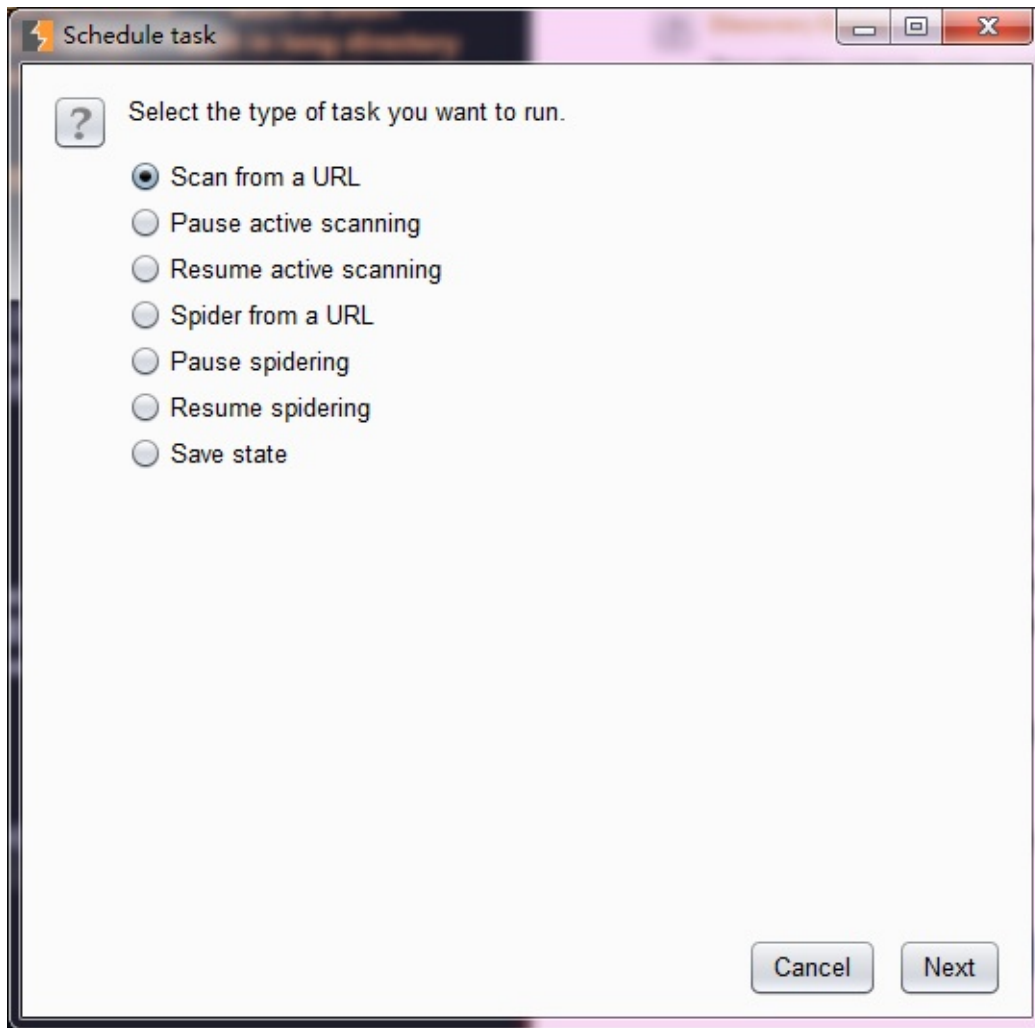 Schedule task
?
Select the type of task you want to run.
Scan from a URL
Pause active scanning
Resume active scanning
Spider from a URL
Pause spidering
Resume spidering
Save state
Cancel Next